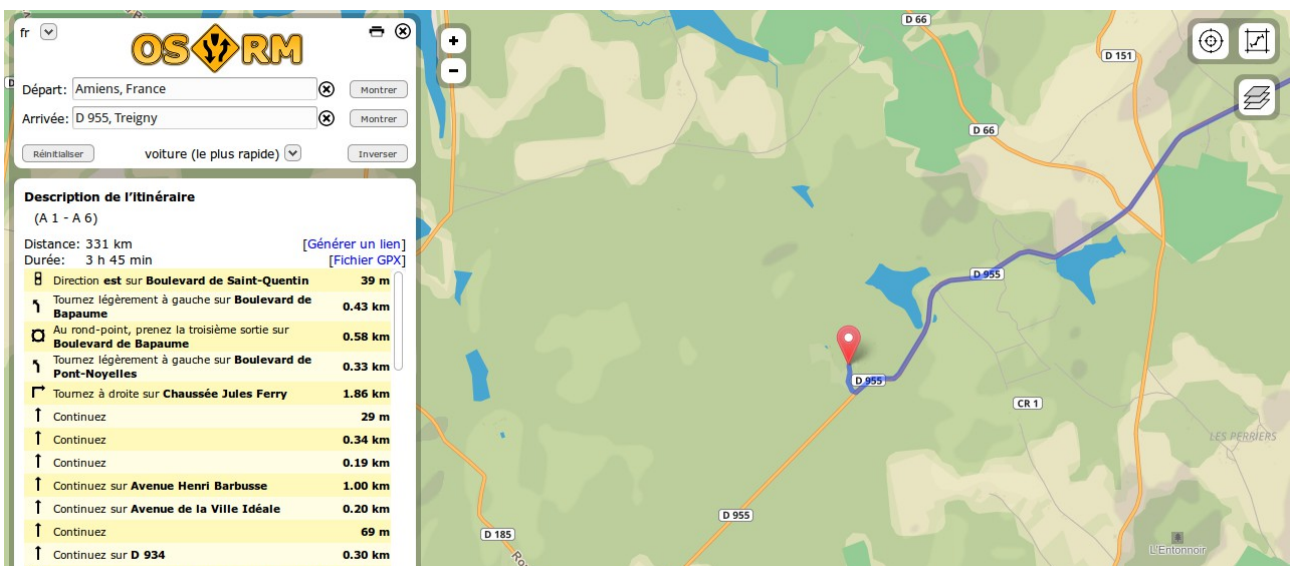 fr
OSRM
Départ: Amiens, France Montrer
Arrivée: D 955, Treigny Montrer
Réinitialiser voiture (le plus rapide) Inverser
Description de l'itinéraire
(A 1 - A 6)
Distance: 331 km [Générer un lien]
Durée: 3 h 45 min [Fichier GPX]
Direction est sur Boulevard de Saint-Quentin 39 m
Tournez légèrement à gauche sur Boulevard de
Bapaume 0.43 km
Au rond-point, prenez la troisième sortie sur
Boulevard de Bapaume 0.58 km
Tournez légèrement à gauche sur Boulevard de
Pont-Noyelles 0.33 km
Tournez à droite sur Chaussée Jules Ferry 1.86 km
Continuez 29 m
Continuez 0.34 km
Continuez 0.19 km
Continuez sur Avenue Henri Barbusse 1.00 km
Continuez sur Avenue de la Ville Idéale 0.20 km
Continuez 69 m
Continuez sur D 934 0.30 km
+
-
D 66
D 151
D 66
D 955
D 955
CR 1
LES PERRIERS
D 955
D 185
L'Entonnoir